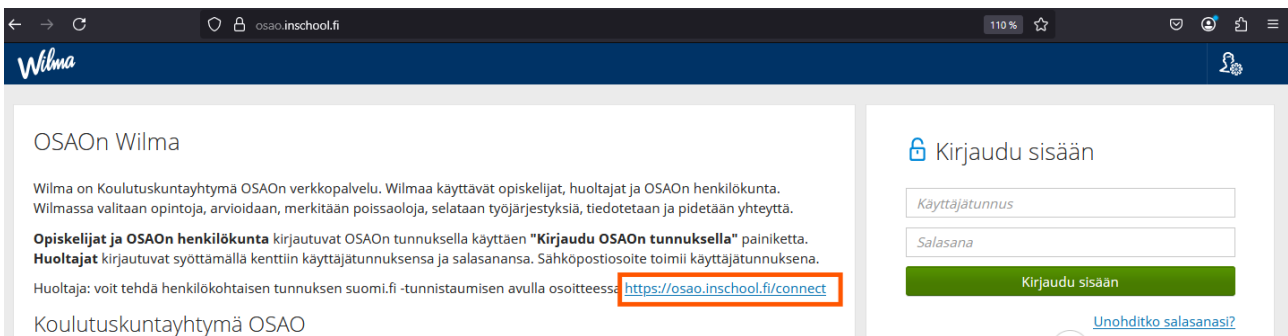 osao.inschool.fi
110 %
Wilma
OSAOn Wilma
Wilma on Koulutuskuntayhtymä OSAOn verkkopalvelu. Wilmaa käyttävät opiskelijat, huoltajat ja OSAOn henkilökunta.
Wilmassa valitaan opintoja, arvioidaan, merkitään poissaoloja, selataan työjärjestyksiä, tiedotetaan ja pidetään yhteyttä.
Opiskelijat ja OSAOn henkilökunta kirjautuvat OSAOn tunnuksella käyttäen "Kirjaudu OSAOn tunnuksella" painiketta.
Huoltajat kirjautuvat syöttämällä kenttiin käyttäjätunnuksensa ja salasanansa. Sähköpostiosoite toimii käyttäjätunnuksena.
Huoltaja: voit tehdä henkilökohtaisen tunnuksen suomi.fi -tunnistaumisen avulla osoitteessa https://osao.inschool.fi/connect
Koulutuskuntayhtymä OSAO
Kirjaudu sisään
Käyttäjätunnus
Salasana
Kirjaudu sisään
Unohditko salasanasi?